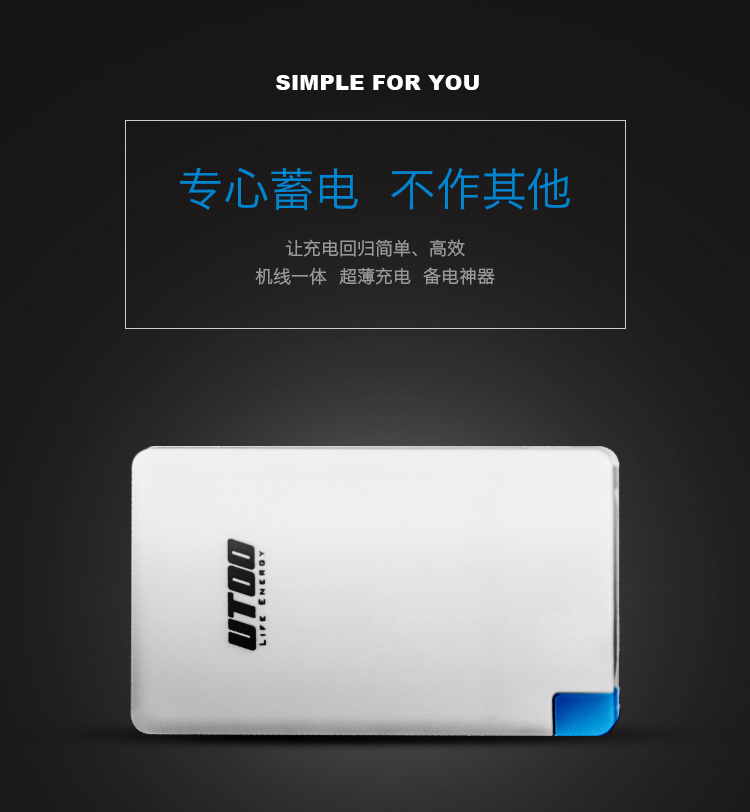 SIMPLE FOR YOU
专心蓄电 不作其他
让充电回归简单、高效
机线一体 超薄充电 备电神器
UTOO
LIFE ENERGY